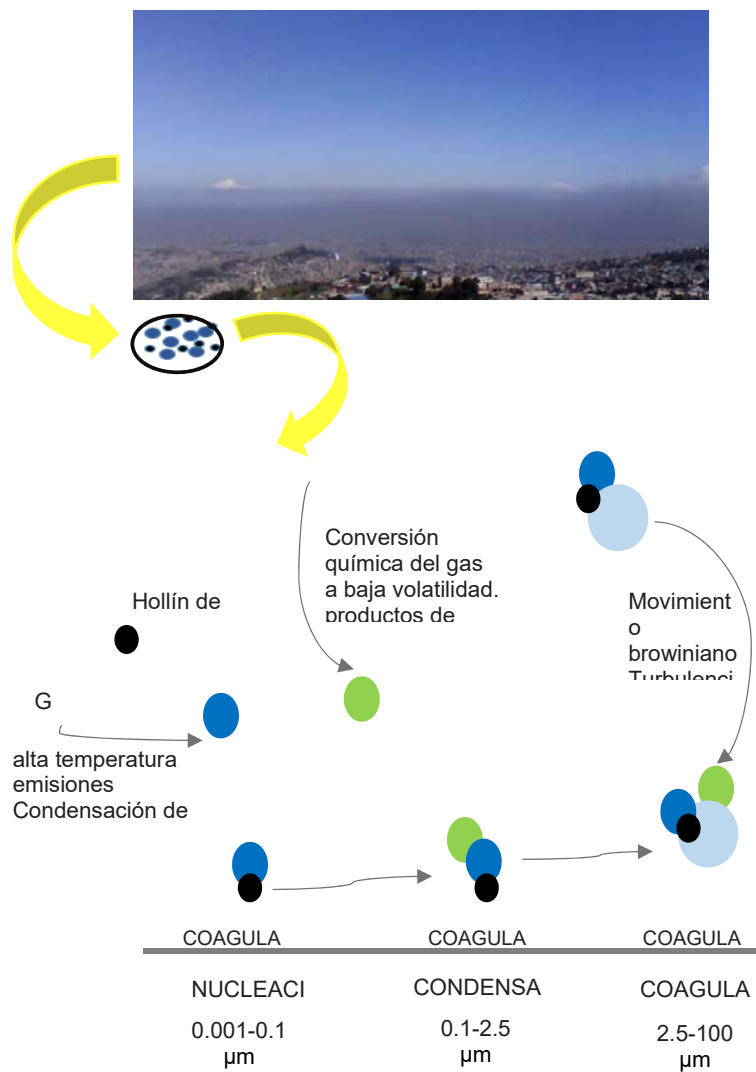 Conversión
química del gas
a baja volatilidad.
productos de
Hollín de
Movimient
o
browiniano
Turbulenci
G
alta temperatura
emisiones
Condensación de
COAGULA
COAGULA
COAGULA
NUCLEACI
CONDENSA
COAGULA
0.001-0.1
µm
0.1-2.5
µm
2.5-100
µm